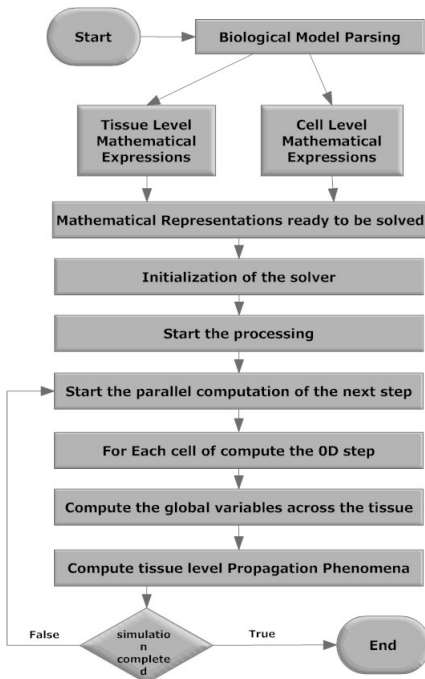 Start
Biological Model Parsing
Tissue Level
Mathematical
Expressions
Cell Level
Mathematical
Expressions
Mathematical Representations ready to be solved
Initialization of the solver
Start the processing
Start the parallel computation of the next step
For Each cell of compute the 0D step
Compute the global variables across the tissue
Compute tissue level Propagation Phenomena
False
simulatio
n
complete
d
True
End